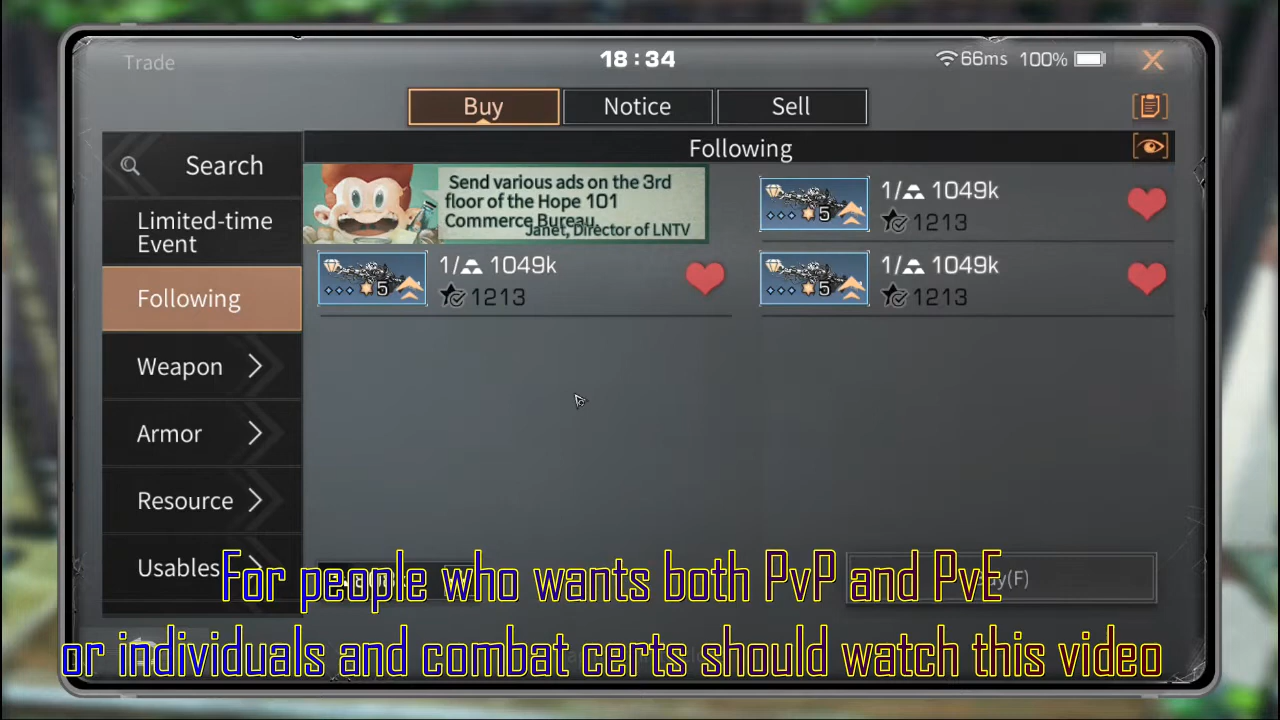 Trade
18:34
66ms
100%
Buy
Notice
Sell
Following
Search
Limited-time
Event
Following
Weapon
Armor
Resource
Usables
Send various ads on the 3rd
floor of the Hope 101
Commerce Bureau.
Janet, Director of LNTV
5
1/ 1049k
1213
5
1/ 1049k
1213
5
1/ 1049k
1213
For people who wants both PvP and PvE
or individuals and combat certs should watch this video